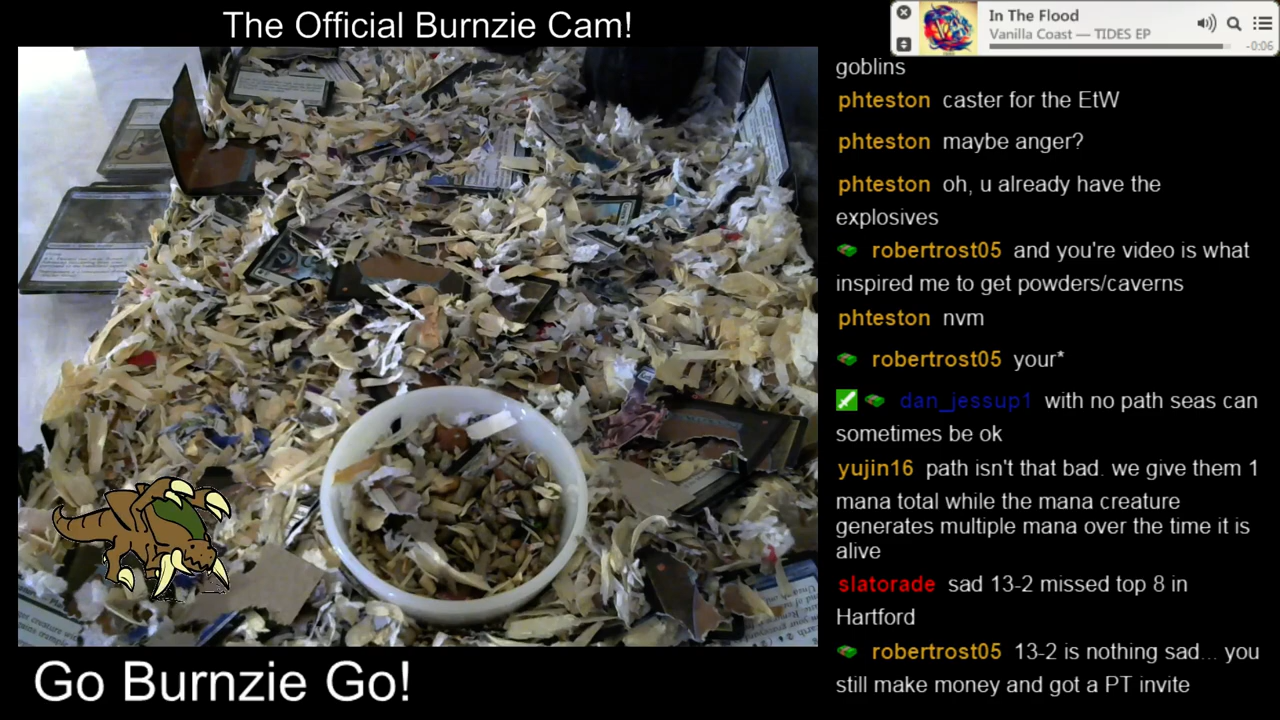 The Official Burnzie Cam!
In The Flood
Vanilla Coast — TIDES EP
-0:06
goblins
phteston caster for the EtW
phteston maybe anger?
phteston oh, u already have the
explosives
robertrost05 and you're video is what
inspired me to get powders/caverns
phteston nvm
robertrost05 your*
dan_jessup1 with no path seas can
sometimes be ok
yujin16 path isn't that bad. we give them 1
mana total while the mana creature
generates multiple mana over the time it is
alive
slatorade sad 13-2 missed top 8 in
Hartford
robertrost05 13-2 is nothing sad... you
still make money and got a PT invite
Go Burnzie Go!